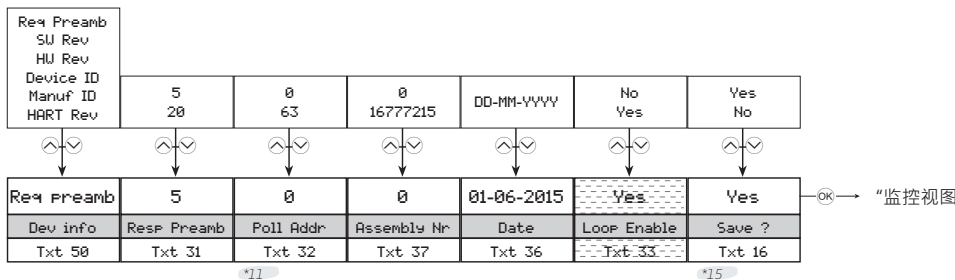 Req Preamb
SW Rev
HW Rev
Device ID
Manuf ID
HART Rev
5
20
0
63
0
16777215
DD-MM-YYYY
No
Yes
Yes
No
Req preamb 5 0 0 01-06-2015 Yes Yes OK "监控视图
Dev info Resp Preamb Poll Addr Assembly Nr Date Loop Enable Save ?
Txt 50 Txt 31 Txt 32 Txt 37 Txt 36 Txt 33 Txt 16
*11 *15